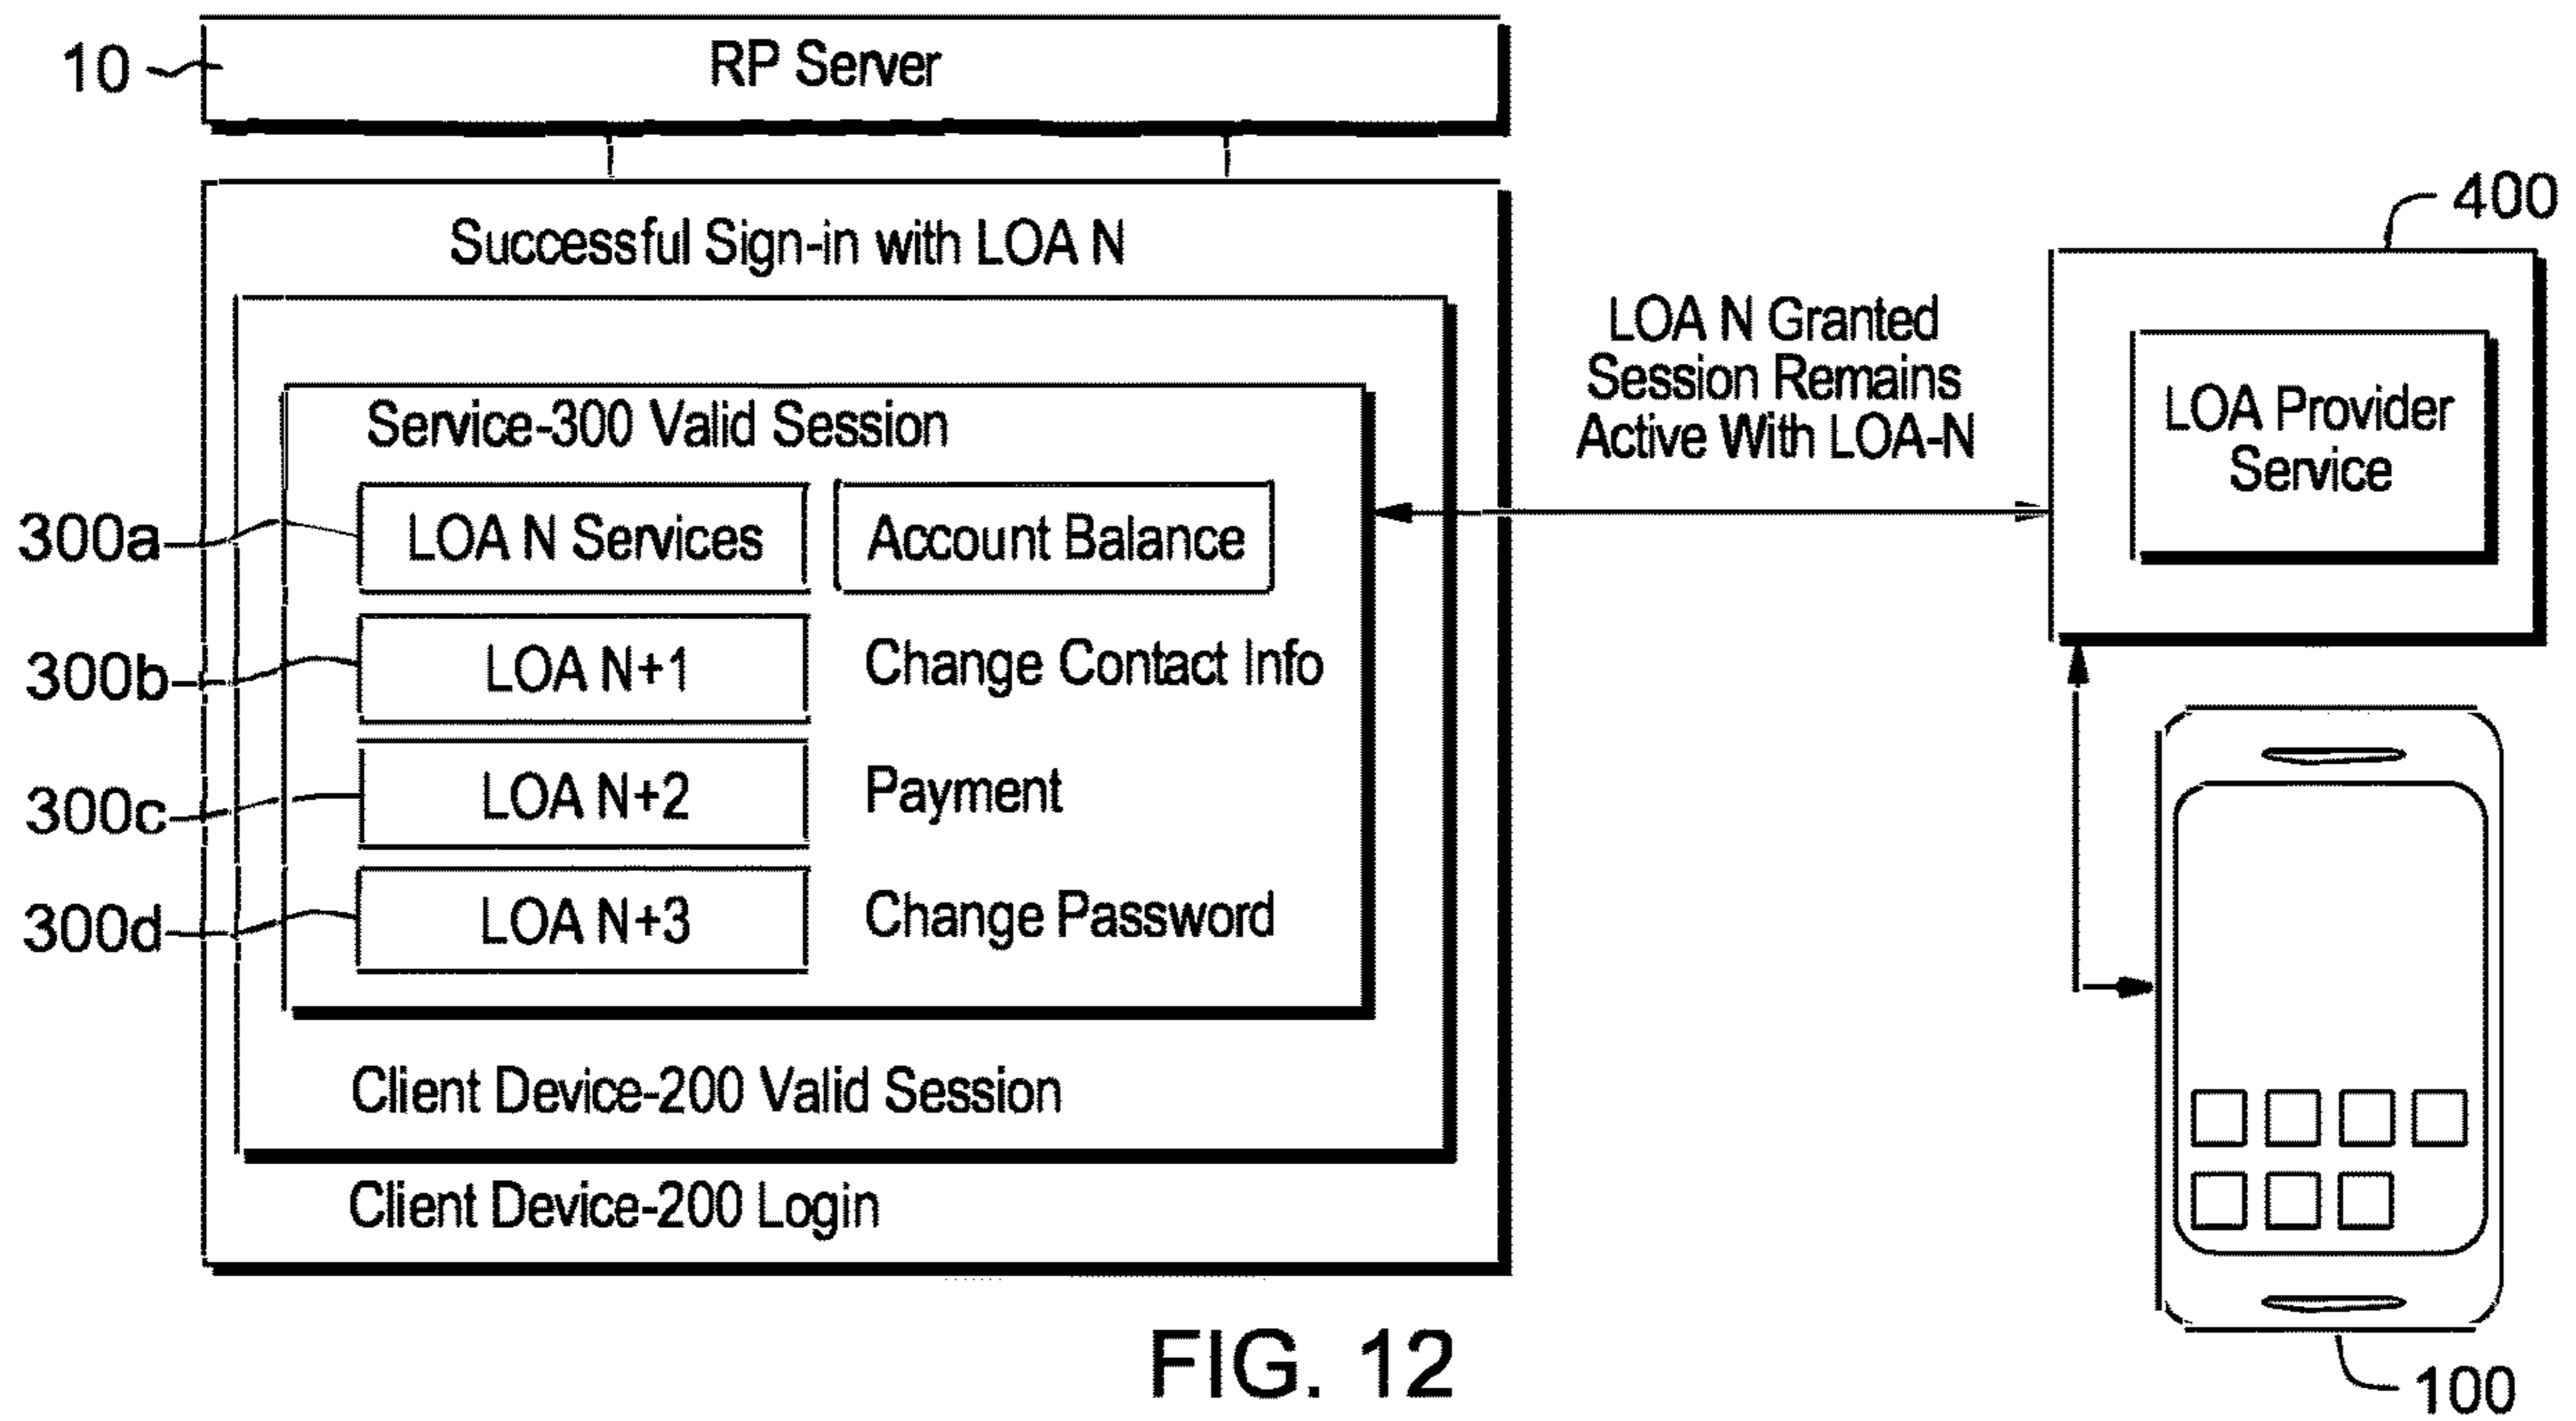 10
RP Server
Successful Sign-in with LOA N
400
LOA N Granted
Session Remains
Active With LOA-N
LOA Provider
Service
Service-300 Valid Session
300a
LOA N Services
Account Balance
300b
LOA N+1
Change Contact Info
300c
LOA N+2
Payment
300d
LOA N+3
Change Password
Client Device-200 Valid Session
Client Device-200 Login
100
FIG. 12